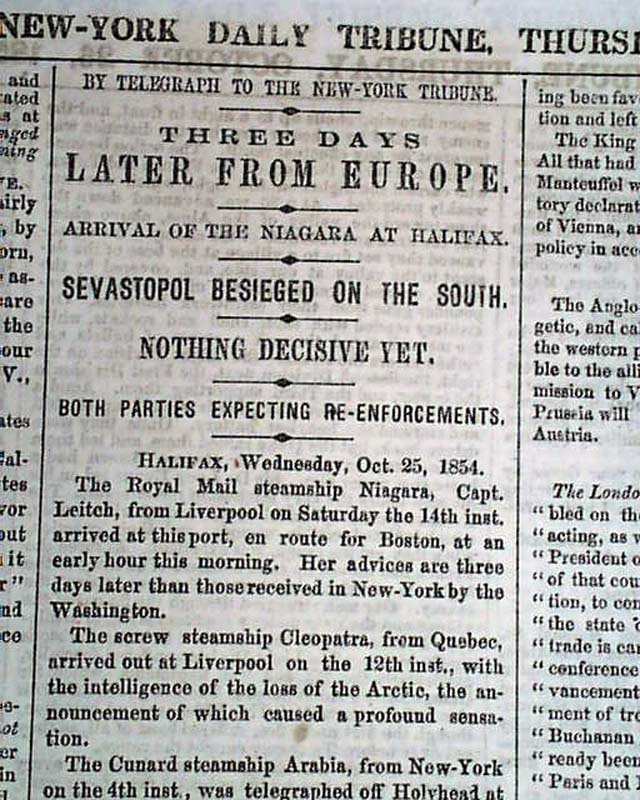 NEW-YORK DAILY TRIBUNE, THURS
and
at
V.,
BY TELEGRAPH TO THE NEW-YORK TRIBUNE.
THREE DAYS
LATER FROM EUROPE.
ARRIVAL OF THE NIAGARA AT HALIFAX.
SEVASTOPOL BESIEGED ON THE SOUTH.
NOTHING DECISIVE YET.
BOTH PARTIES EXPECTING RE-ENFORCEMENTS.
HALIFAX, Wednesday, Oct. 25, 1854.
The Royal Mail steamship Niagara, Capt.
Leitch, from Liverpool on Saturday the 14th inst.
arrived at this port, en route for Boston, at an
early hour this morning. Her advices are three
days later than those received in New-York by the
Washington.
The screw steamship Cleopatra, from Quebec,
arrived out at Liverpool on the 12th inst., with
the intelligence of the loss of the Arctic, the an-
nouncement of which caused a profound sensa-
tion.
The Cunard steamship Arabia, from New-York
on the 4th inst., was telegraphed off Holyhead at
ing been fav
tion and left
The King
All that had
Manteuffel w
tory declarat
of Vienna, an
policy in acc
The Anglo-
getic, and cal
the western p
ble to the alli
mission to V
Prussia will
Austria.
The Londo
"bled on the
"acting, as w
"President o
"of that cou
"tion, to con
"the state
"trade is car
"conference
"vancement
"ment of tro
"Buchanan
"ready been
"Paris and